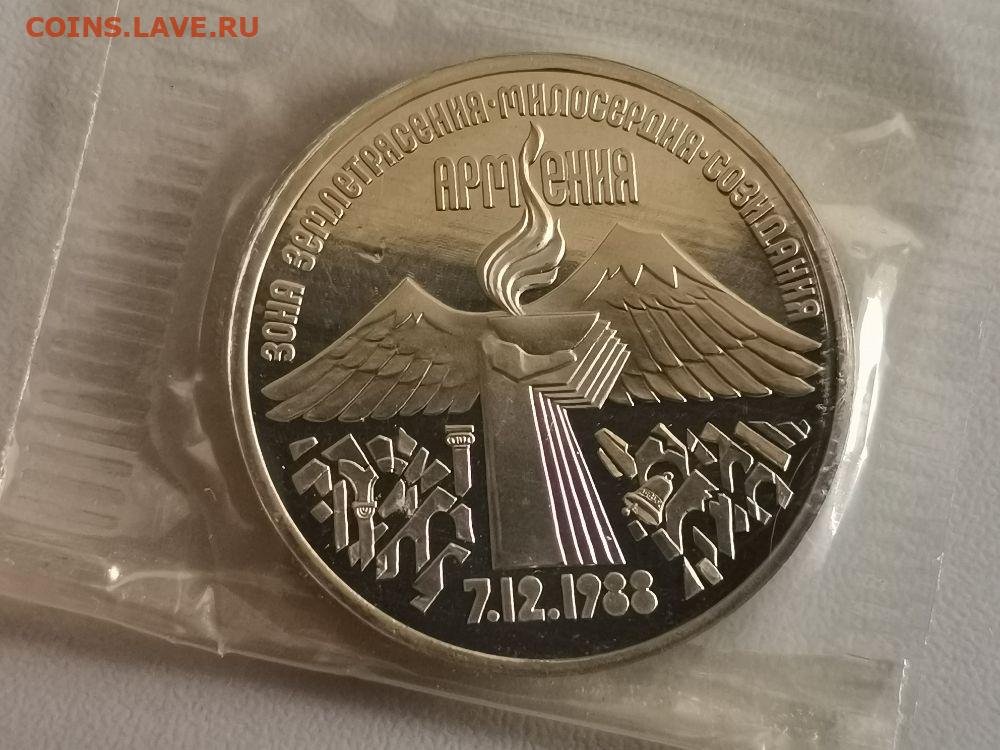 COINS.LAVE.RU
ЗОНА ЗЕМЛЕТРЯСЕНИЯ·МИЛОСЕРДИЯ·СОЗИДАНИЯ
АРМЕНИЯ
7.12.1988